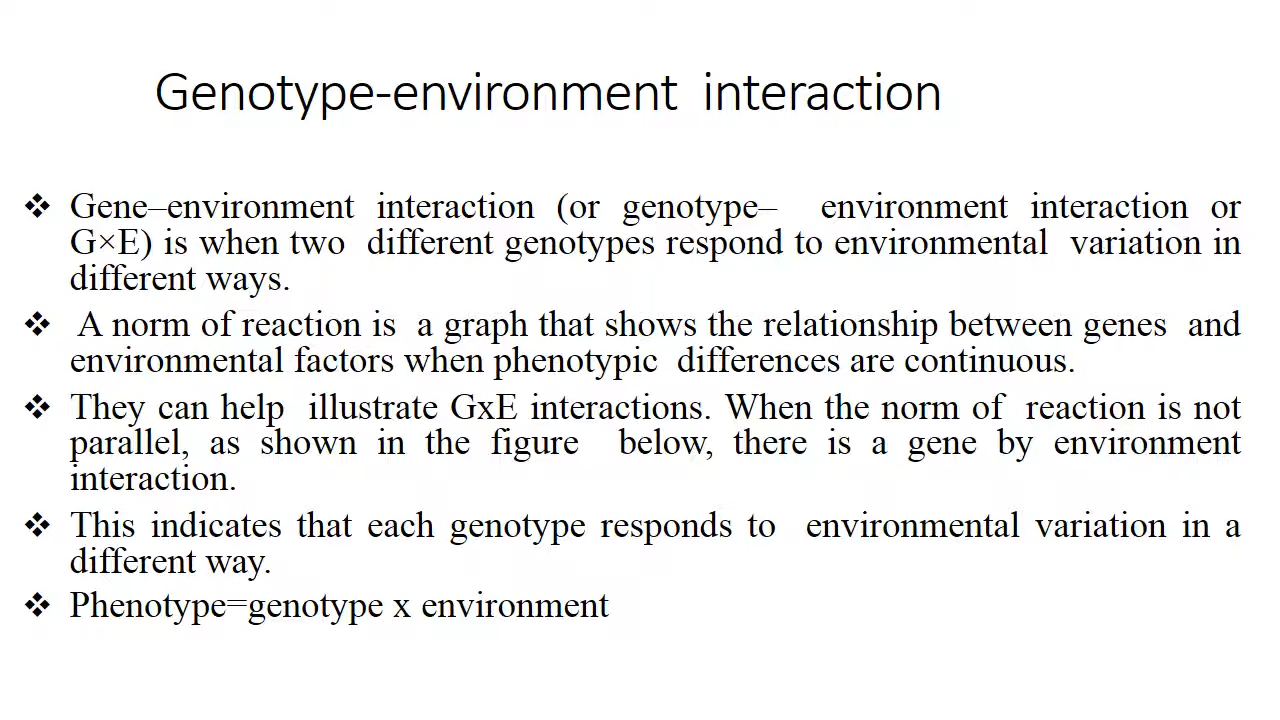 Genotype-environment interaction
❖ Gene–environment interaction (or genotype– environment interaction or
G×E) is when two different genotypes respond to environmental variation in
different ways.
❖ A norm of reaction is a graph that shows the relationship between genes and
environmental factors when phenotypic differences are continuous.
❖ They can help illustrate GxE interactions. When the norm of reaction is not
parallel, as shown in the figure below, there is a gene by environment
interaction.
❖ This indicates that each genotype responds to environmental variation in a
different way.
❖ Phenotype=genotype x environment